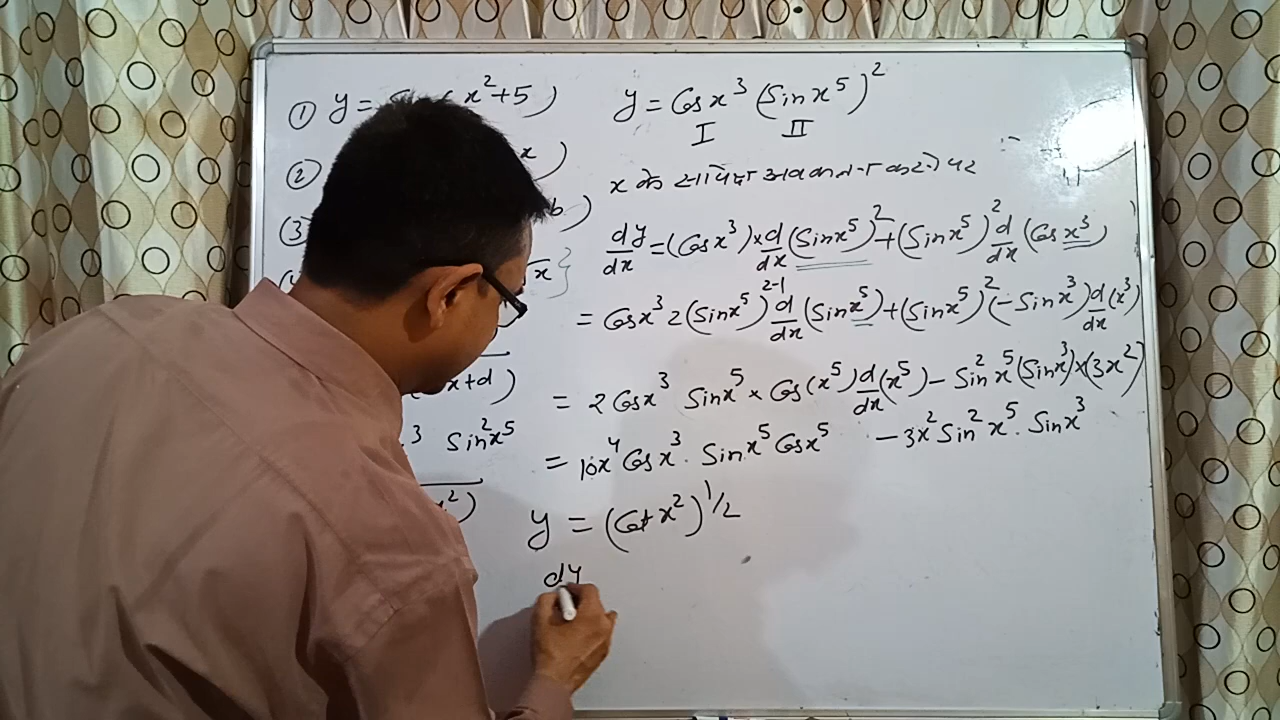 ① y = x²+5)
② x)
③ b)
√x}
x+d)
3 Sin²x⁵
x²)
y = Cos x³ (Sin x⁵)²
I II
x के सापेक्ष अवकलन करने पर
dy/dx = (Cos x³) × d/dx (Sin x⁵)² + (Sin x⁵)² d/dx (Cos x³)
= Cos x³ 2(Sin x⁵)²⁻¹ d/dx (Sin x⁵) + (Sin x⁵)² (-Sin x³) d/dx (x³)
= 2 Cos x³ Sin x⁵ × Cos (x⁵) d/dx (x⁵) - Sin² x⁵ (Sin x³) × (3x²)
= 10x⁴ Cos x³ · Sin x⁵ Cos x⁵ - 3x² Sin² x⁵ · Sin x³
y = (Cot x²)^1/2
dy